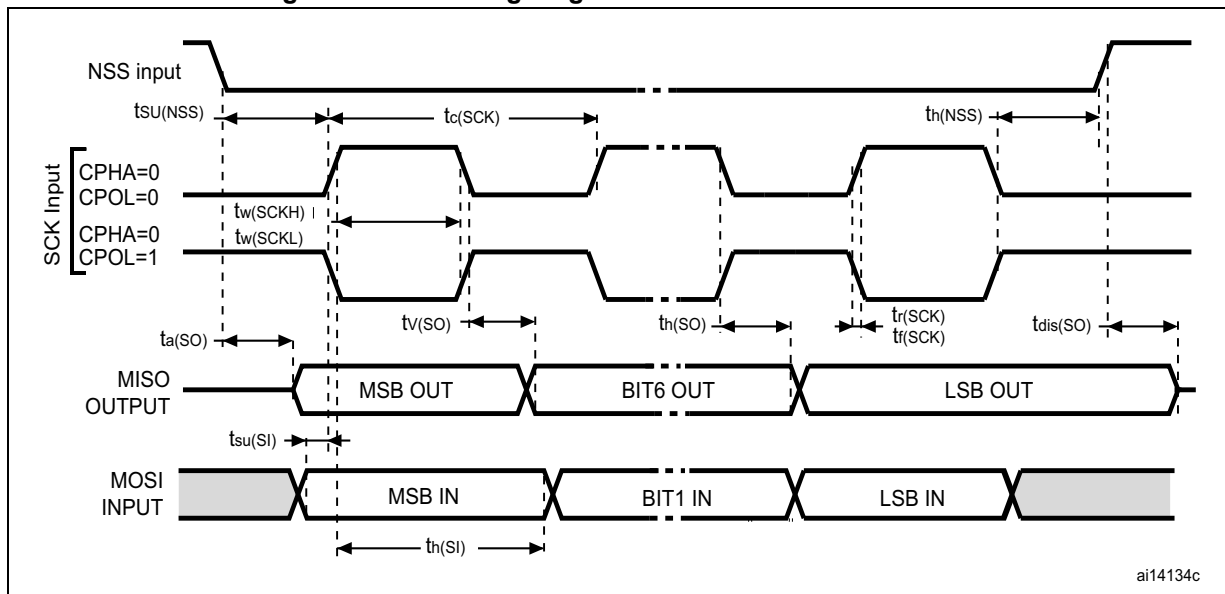 NSS input
tSU(NSS)
tc(SCK)
th(NSS)
SCK Input
CPHA=0
CPOL=0
tw(SCKH)
CPHA=0
CPOL=1
tw(SCKL)
ta(SO)
tV(SO)
th(SO)
tr(SCK)
tf(SCK)
tdis(SO)
MISO
OUTPUT
MSB OUT
BIT6 OUT
LSB OUT
tsu(SI)
MOSI
INPUT
MSB IN
BIT1 IN
LSB IN
th(SI)
ai14134c